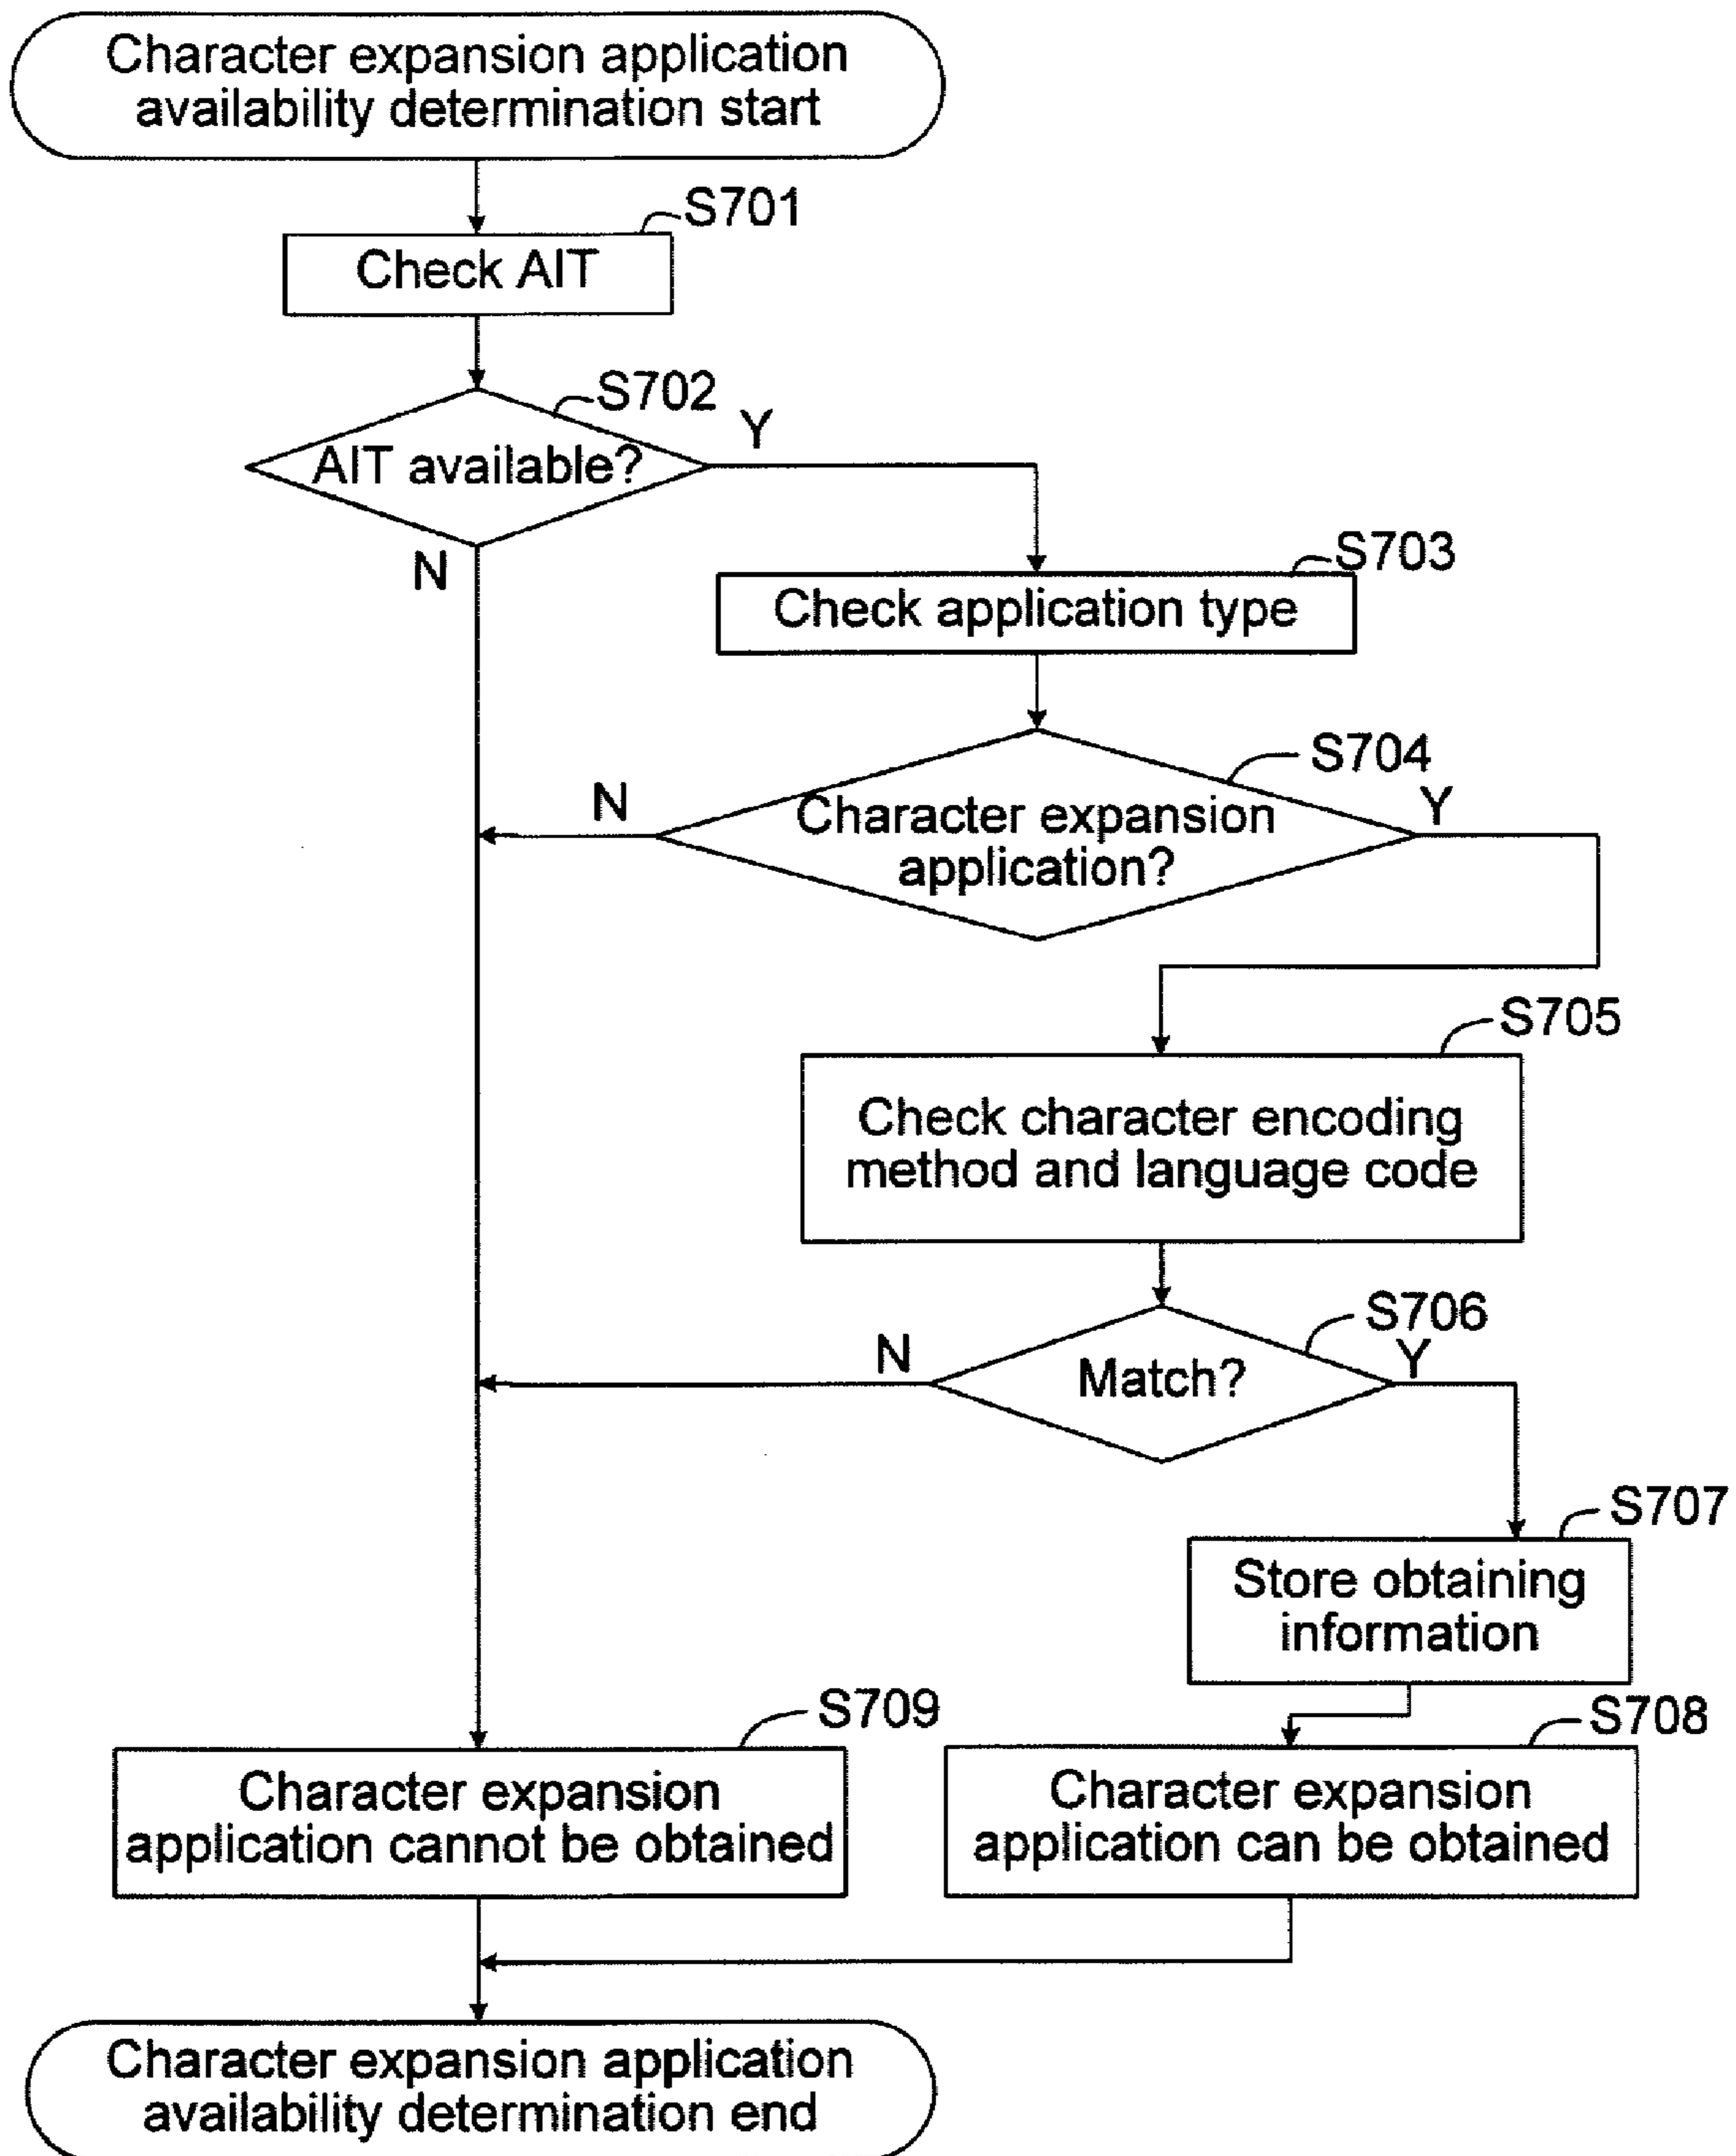 Character expansion application
availability determination start
S701
Check AIT
S702
AIT available?
Y
N
S703
Check application type
S704
Character expansion
application?
N
Y
S705
Check character encoding
method and language code
S706
Match?
N
Y
S707
Store obtaining
information
S709
Character expansion
application cannot be obtained
S708
Character expansion
application can be obtained
Character expansion application
availability determination end